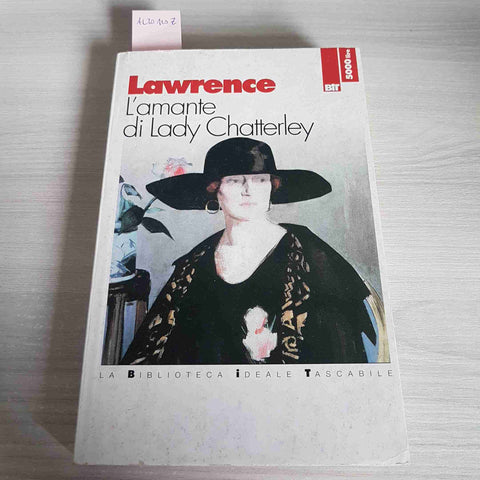 Lawrence
L'amante
di Lady Chatterley
BIT
5000 lire
LA BIBLIOTECA IDEALE TASCABILE